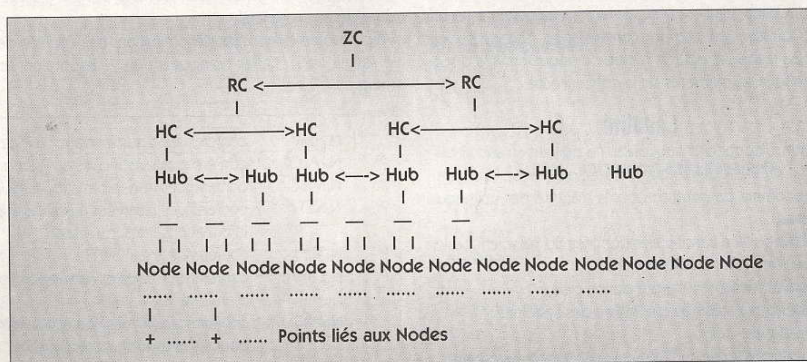 ZC
RC <————————> RC
HC <————>HC HC<————>HC
Hub <—-> Hub Hub <—-> Hub Hub <—-> Hub Hub
Node Node Node Node Node Node Node Node Node Node Node Node Node
...... ...... ...... ...... ...... ...... ...... ...... ...... ......
+ ...... + ...... Points liés aux Nodes